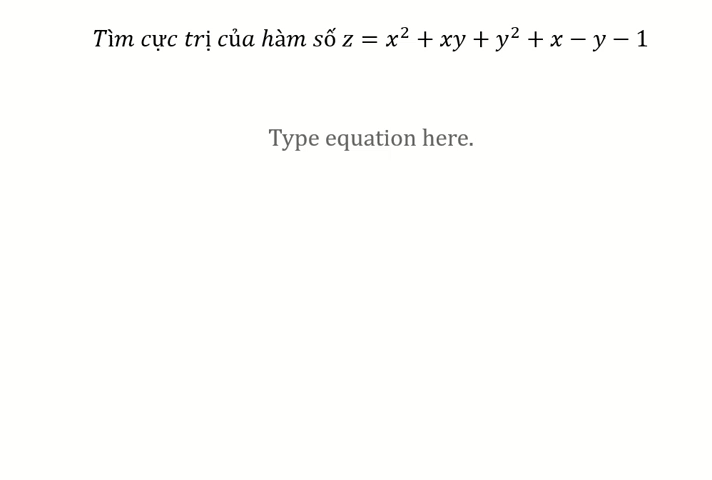 Tìm cực trị của hàm số z = x² + xy + y² + x − y − 1
Type equation here.